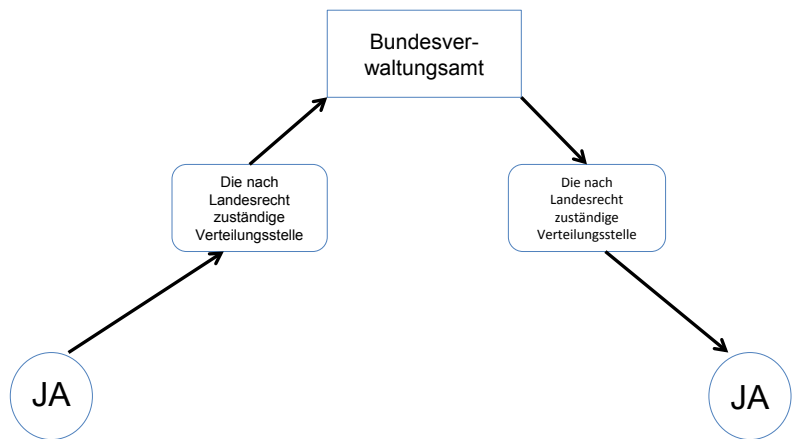 Bundesver-
waltungsamt
Die nach
Landesrecht
zuständige
Verteilungsstelle
Die nach
Landesrecht
zuständige
Verteilungsstelle
JA
JA